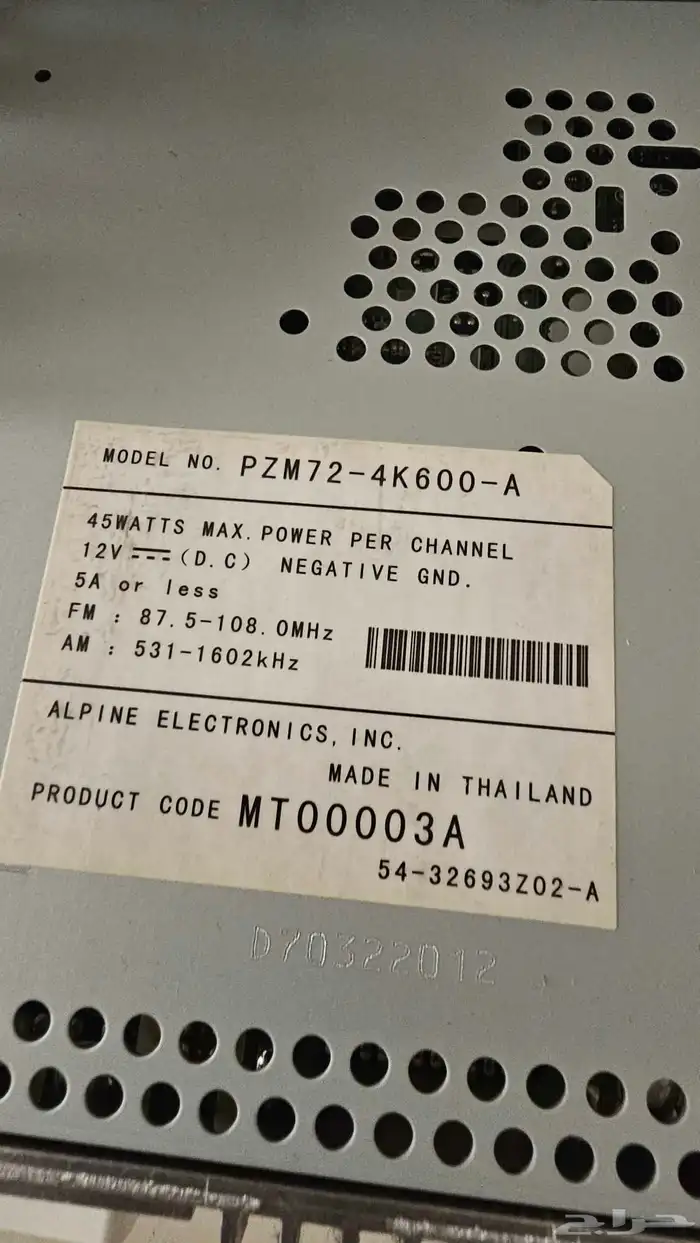 MODEL NO. PZM72-4K600-A
45WATTS MAX. POWER PER CHANNEL
12V ⎓ (D.C) NEGATIVE GND.
5A or less
FM : 87.5-108.0MHz
AM : 531-1602kHz
ALPINE ELECTRONICS, INC.
MADE IN THAILAND
PRODUCT CODE MT00003A
54-32693Z02-A
D70322012
حراج